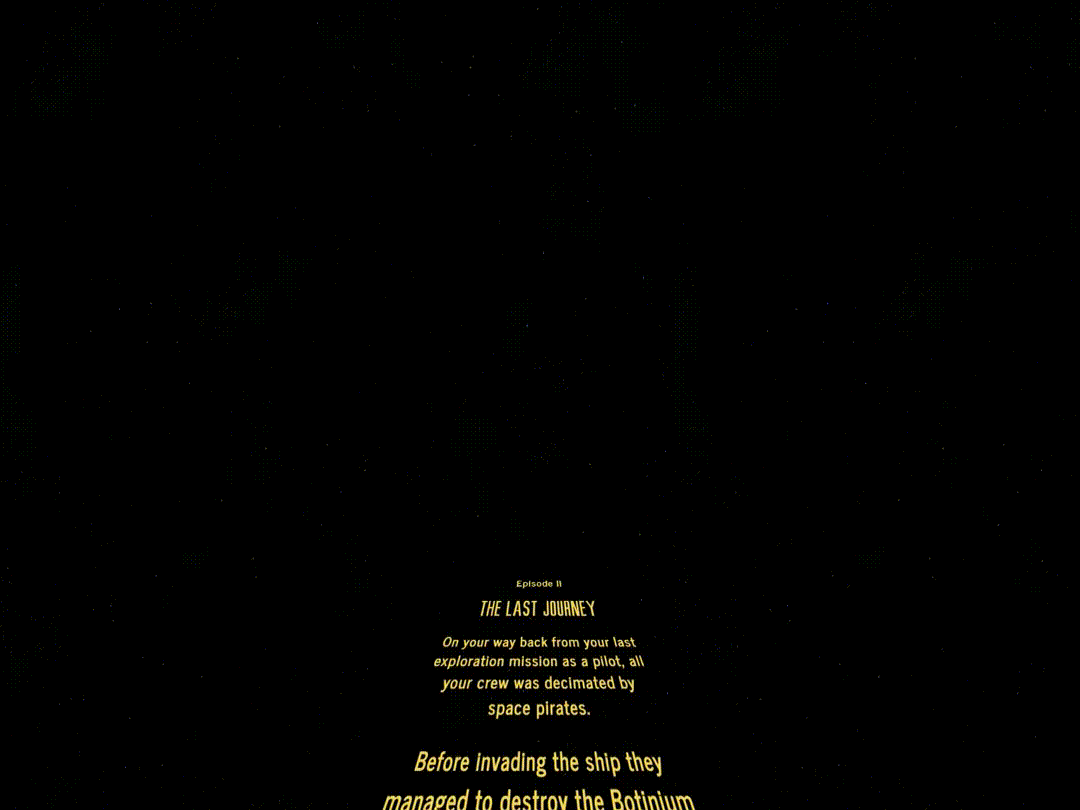 Episode II
THE LAST JOURNEY
On your way back from your last
exploration mission as a pilot, all
your crew was decimated by
space pirates.
Before invading the ship they
managed to destroy the Botinium